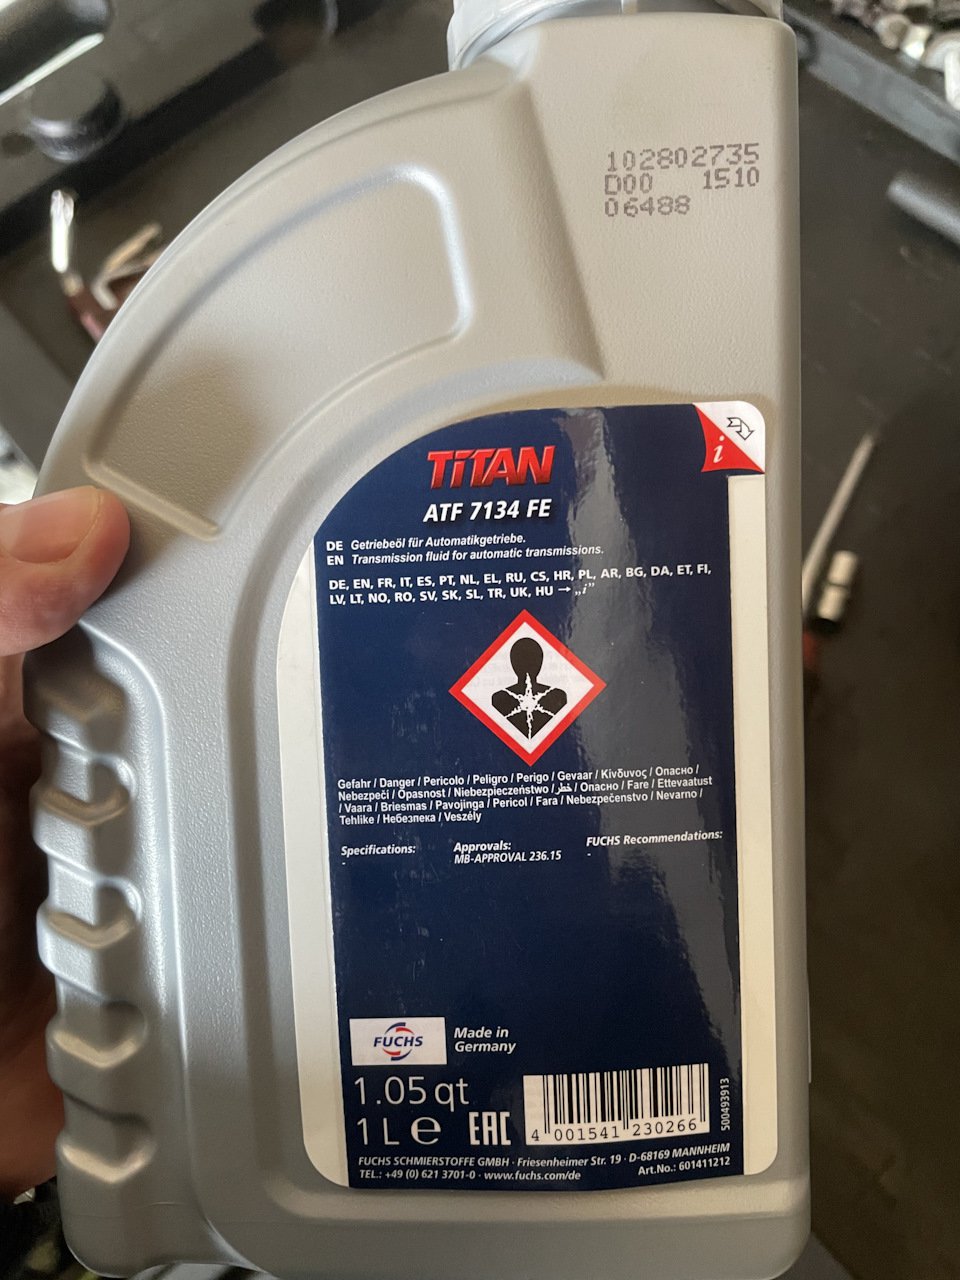 102802735
D00 1510
06488
i
TiTAN
ATF 7134 FE
DE Getriebeöl für Automatikgetriebe.
EN Transmission fluid for automatic transmissions.
DE, EN, FR, IT, ES, PT, NL, EL, RU, CS, HR, PL, AR, BG, DA, ET, FI,
LV, LT, NO, RO, SV, SK, SL, TR, UK, HU → „i”
Gefahr / Danger / Pericolo / Peligro / Perigo / Gevaar / Κίνδυνος / Опасно /
Nebezpečí / Opasnost / Niebezpieczeństwo / خطر / Опасно / Fare / Ettevaatust
/ Vaara / Briesmas / Pavojinga / Pericol / Fara / Nebezpečenstvo / Nevarno /
Tehlike / Небезпека / Veszély
Specifications:
-
Approvals:
MB-APPROVAL 236.15
FUCHS Recommendations:
-
FUCHS
Made in
Germany
1.05 qt
1 L e EAC
4 001541 230266
500493913
FUCHS SCHMIERSTOFFE GMBH · Friesenheimer Str. 19 · D-68169 MANNHEIM
TEL.: +49 (0) 621 3701-0 · www.fuchs.com/de
Art.No.: 601411212